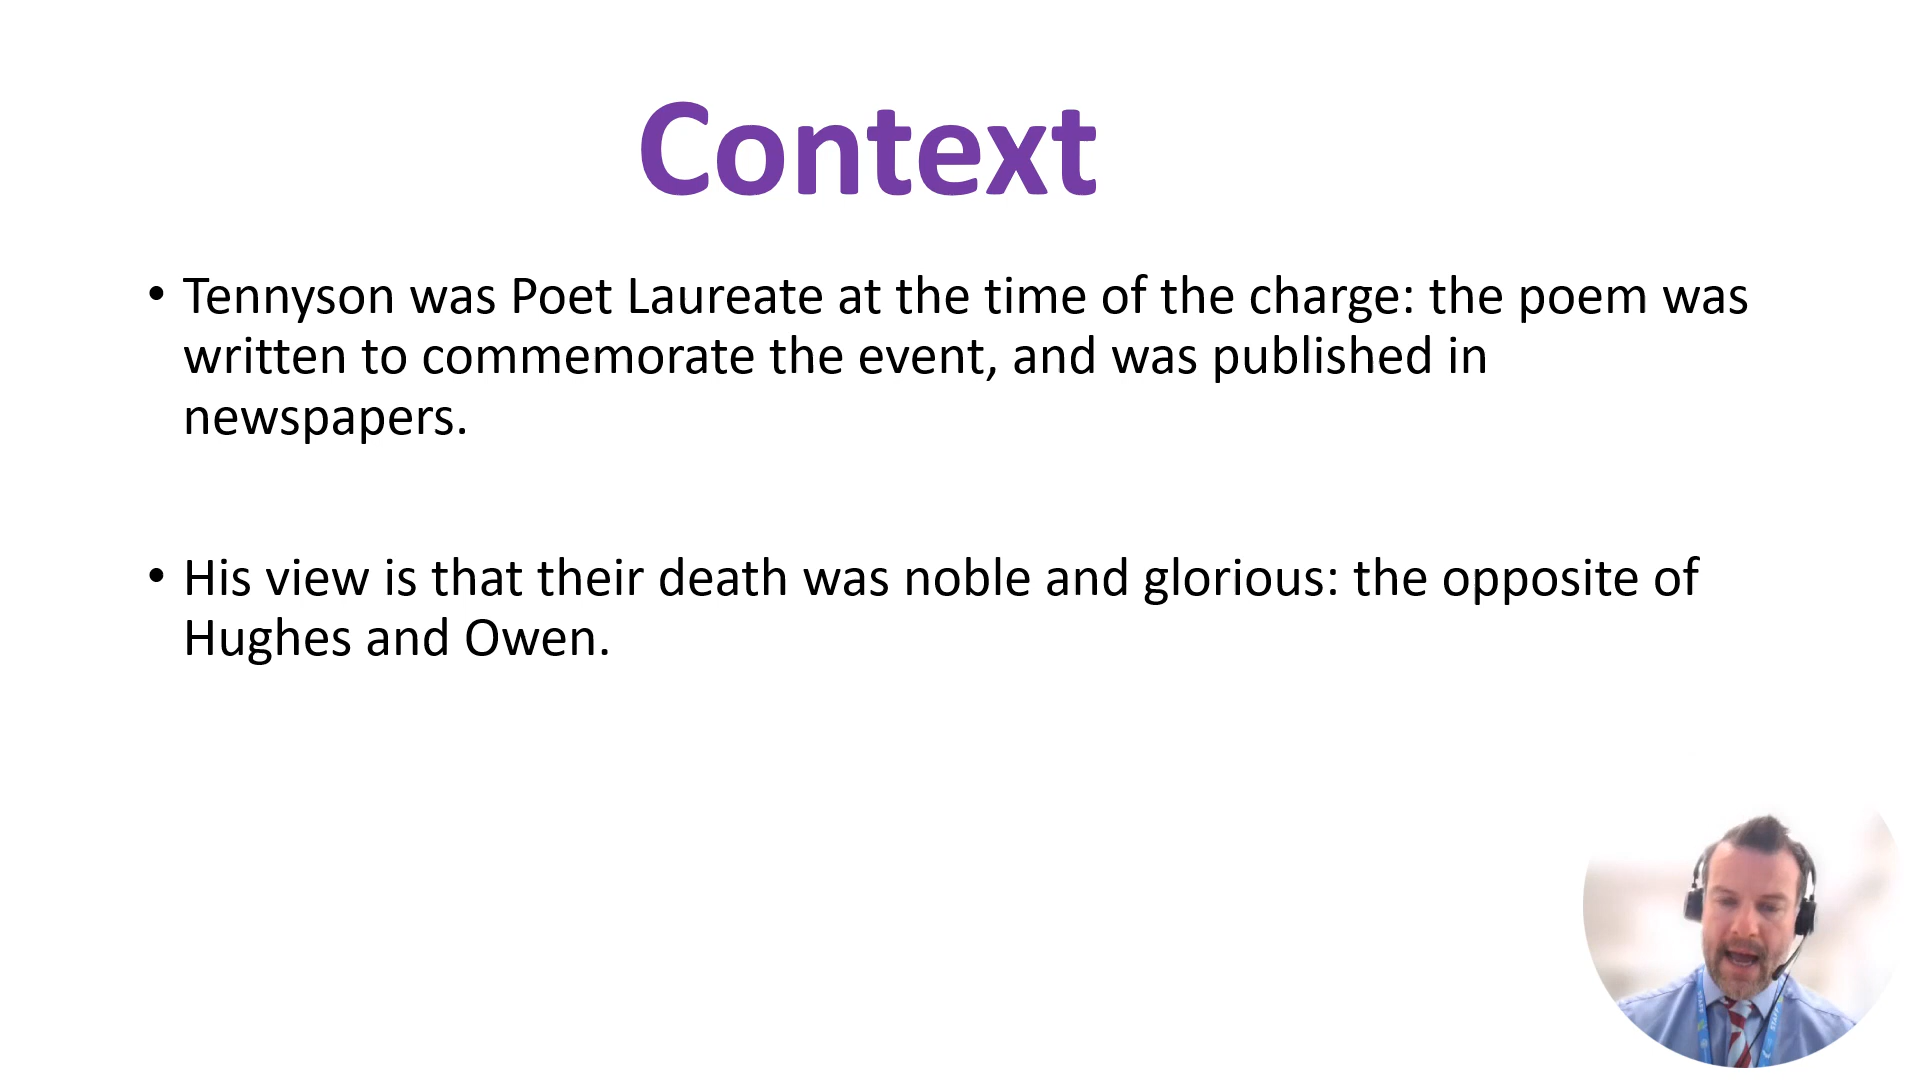 Context
• Tennyson was Poet Laureate at the time of the charge: the poem was
written to commemorate the event, and was published in
newspapers.
• His view is that their death was noble and glorious: the opposite of
Hughes and Owen.